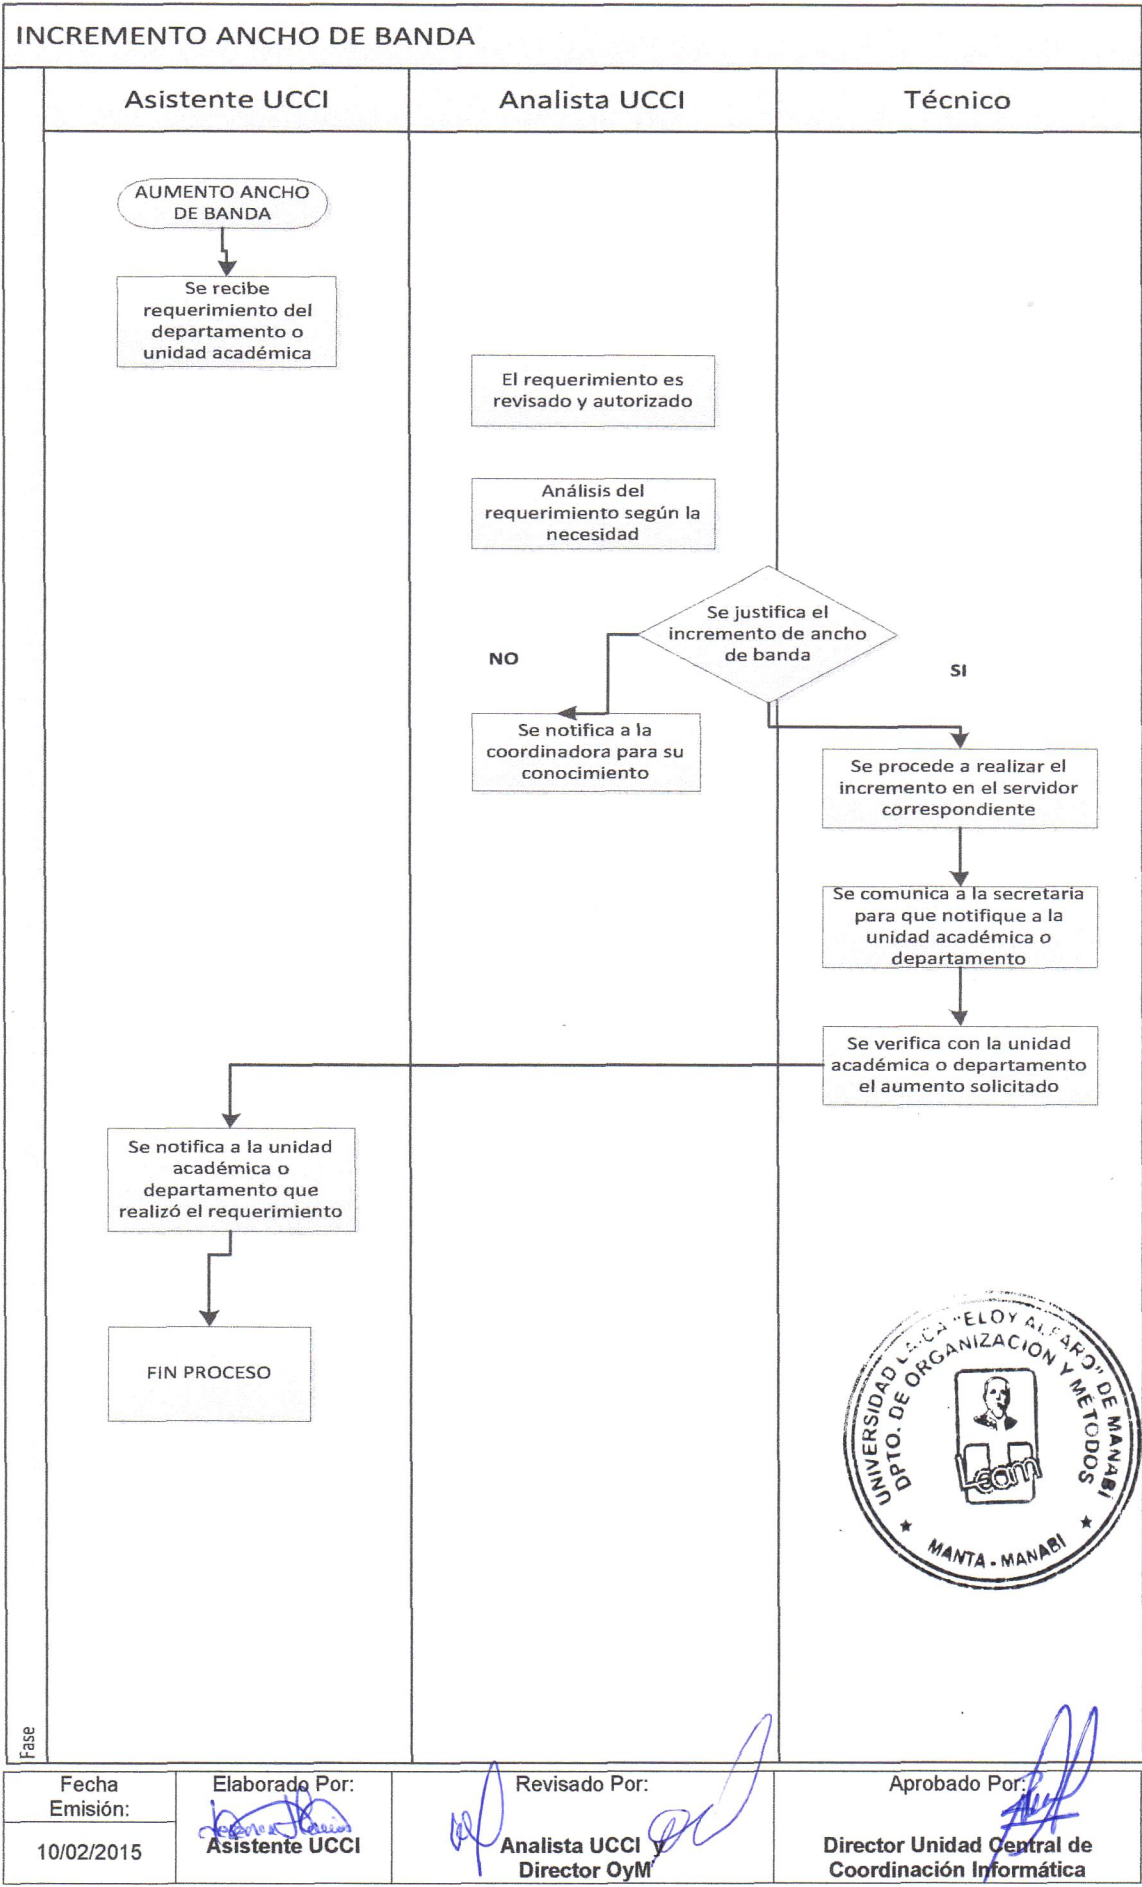 INCREMENTO ANCHO DE BANDA
Asistente UCCI
Analista UCCI
Técnico
AUMENTO ANCHO
DE BANDA
Se recibe
requerimiento del
departamento o
unidad académica
El requerimiento es
revisado y autorizado
Análisis del
requerimiento según la
necesidad
Se justifica el
incremento de ancho
de banda
NO
SI
Se notifica a la
coordinadora para su
conocimiento
Se procede a realizar el
incremento en el servidor
correspondiente
Se comunica a la secretaria
para que notifique a la
unidad académica o
departamento
Se verifica con la unidad
académica o departamento
el aumento solicitado
Se notifica a la unidad
académica o
departamento que
realizó el requerimiento
FIN PROCESO
UNIVERSIDAD LAICA "ELOY ALFARO" DE MANABÍ
DPTO. DE ORGANIZACIÓN Y MÉTODOS
Uleam
MANTA - MANABI
Fase
Fecha
Emisión:
10/02/2015
Elaborado Por:
Asistente UCCI
Revisado Por:
Analista UCCI y
Director OyM
Aprobado Por:
Director Unidad Central de
Coordinación Informática